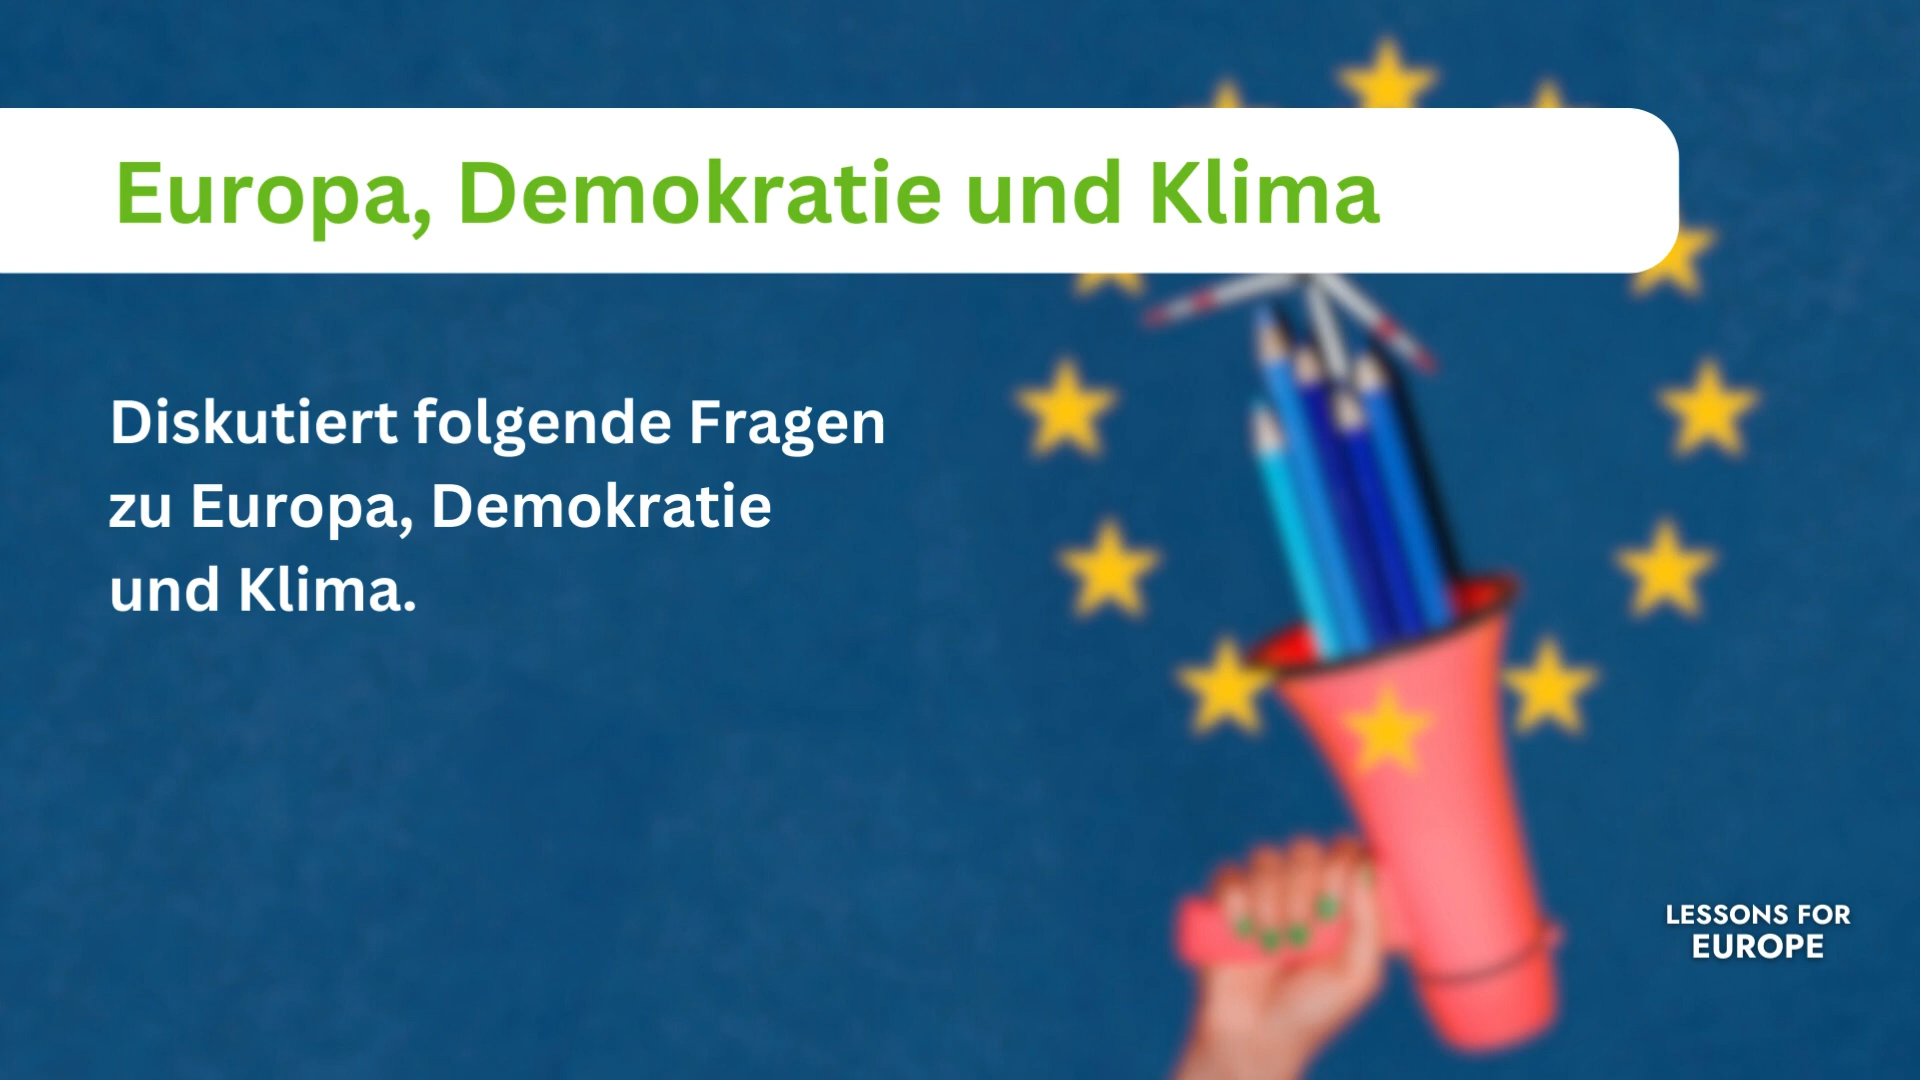 Europa, Demokratie und Klima
Diskutiert folgende Fragen
zu Europa, Demokratie
und Klima.
LESSONS FOR
EUROPE